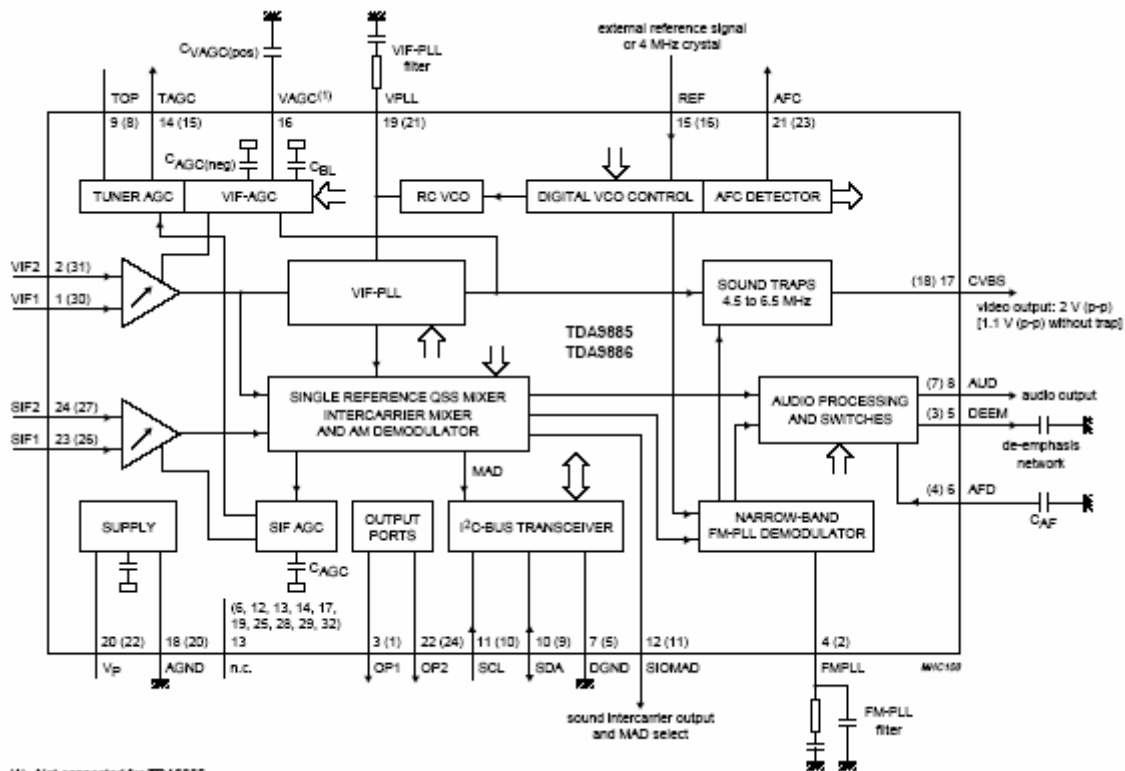 external reference signal
or 4 MHz crystal
CVAGC(pos)
VIF-PLL
filter
TOP TAGC VAGC(1) VPLL REF AFC
9 (8) 14 (15) 16 19 (21) 15 (16) 21 (23)
CAGC(neg) CBL
TUNER AGC VIF-AGC RC VCO DIGITAL VCO CONTROL AFC DETECTOR
VIF2 2 (31)
VIF1 1 (30)
VIF-PLL
SOUND TRAPS
4.5 to 6.5 MHz
(18) 17 CVBS
video output: 2 V (p-p)
[1.1 V (p-p) without trap]
TDA9885
TDA9886
SIF2 24 (27)
SIF1 23 (26)
SINGLE REFERENCE QSS MIXER
INTERCARRIER MIXER
AND AM DEMODULATOR
AUDIO PROCESSING
AND SWITCHES
(7) 8 AUD
audio output
(3) 5 DEEM
de-emphasis
network
(4) 6 AFD
CAF
MAD
SUPPLY
SIF AGC
OUTPUT
PORTS
I2C-BUS TRANSCEIVER
NARROW-BAND
FM-PLL DEMODULATOR
CAGC
(6, 12, 13, 14, 17,
19, 25, 28, 29, 32)
20 (22) 18 (20) 13 3 (1) 22 (24) 11 (10) 10 (9) 7 (5) 12 (11) 4 (2)
VP AGND n.c. OP1 OP2 SCL SDA DGND SIOMAD FMPLL
sound intercarrier output
and MAD select
FM-PLL
filter